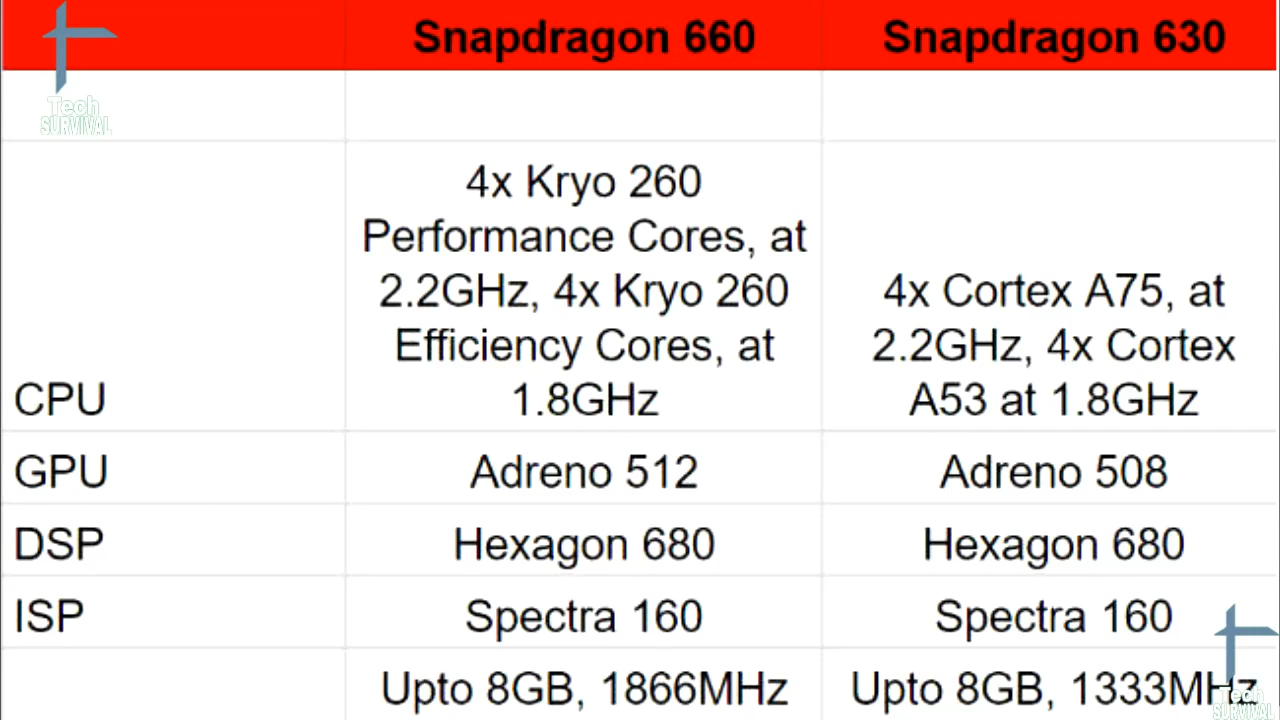 Snapdragon 660 Snapdragon 630
Tech
SURVIVAL
4x Kryo 260
Performance Cores, at
2.2GHz, 4x Kryo 260
Efficiency Cores, at
1.8GHz
4x Cortex A75, at
2.2GHz, 4x Cortex
A53 at 1.8GHz
CPU
GPU Adreno 512 Adreno 508
DSP Hexagon 680 Hexagon 680
ISP Spectra 160 Spectra 160
Upto 8GB, 1866MHz Upto 8GB, 1333MHz
Tech
SURVIVAL